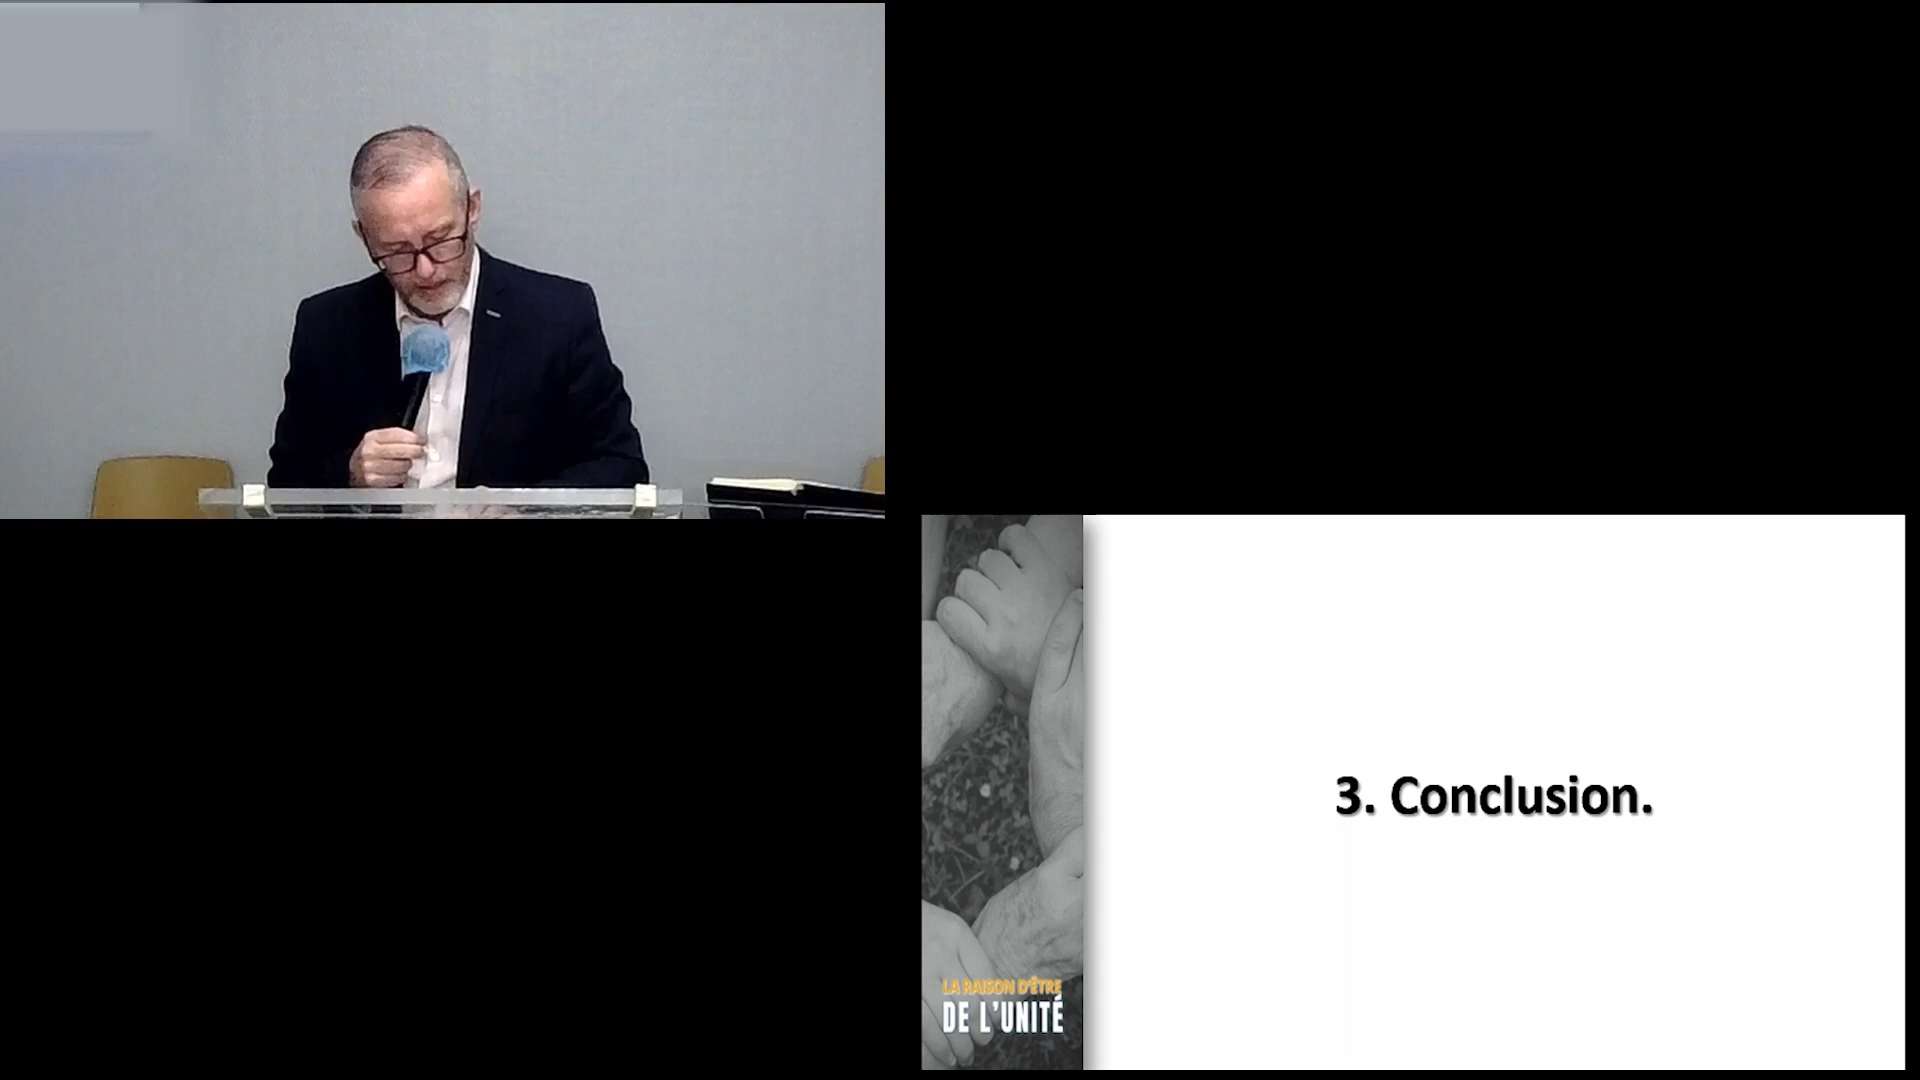 3. Conclusion.
LA RAISON D'ÊTRE
DE L'UNITÉ